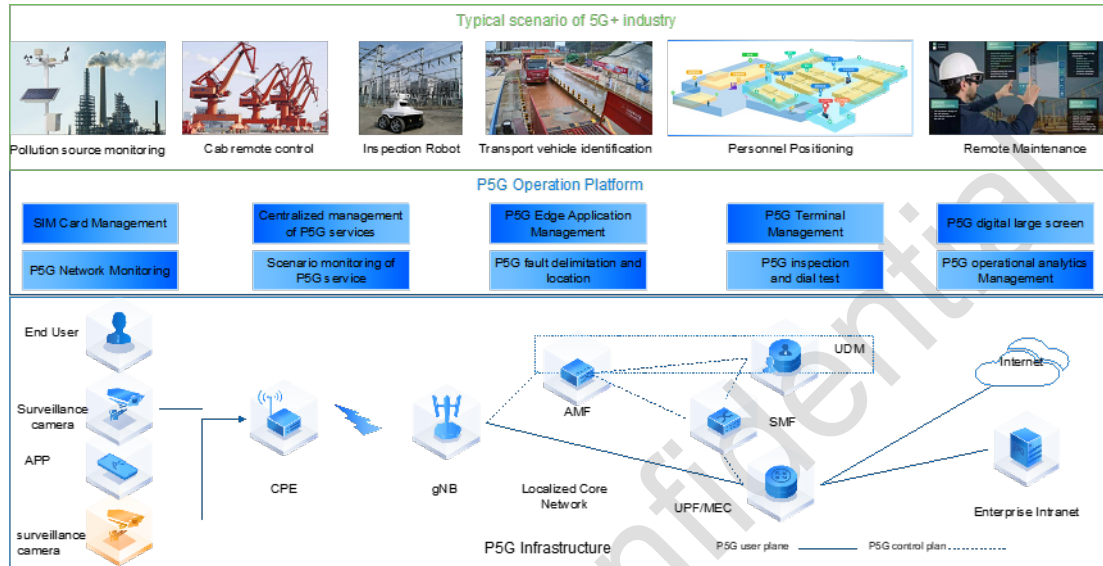 Typical scenario of 5G+ industry
Pollution source monitoring
Cab remote control
Inspection Robot
Transport vehicle identification
Personnel Positioning
Remote Maintenance
P5G Operation Platform
SIM Card Management
Centralized management
of P5G services
P5G Edge Application
Management
P5G Terminal
Management
P5G digital large screen
P5G Network Monitoring
Scenario monitoring of
P5G service
P5G fault delimitation and
location
P5G inspection
and dial test
P5G operational analytics
Management
End User
Surveillance
camera
APP
surveillance
camera
CPE
gNB
AMF
UDM
SMF
Localized Core
Network
UPF/MEC
Internet
Enterprise Intranet
P5G Infrastructure
P5G user plane
P5G control plan
Confidential